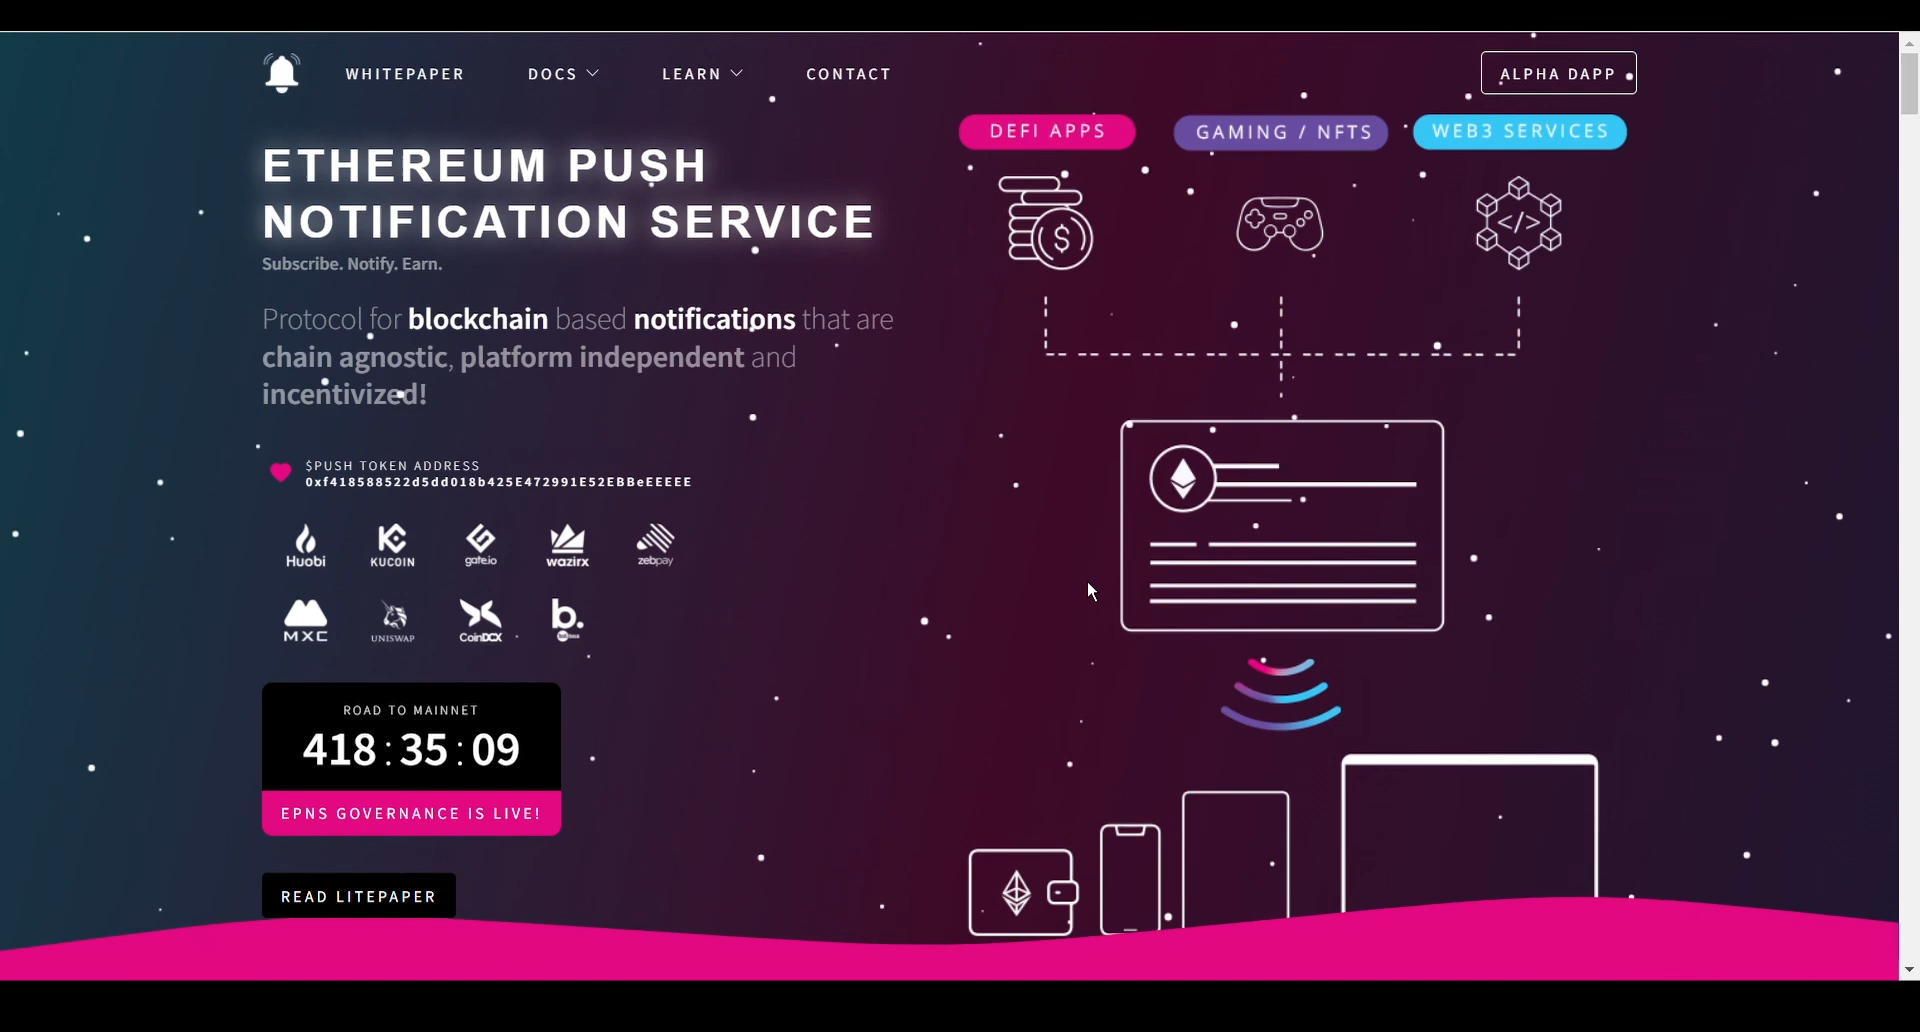 WHITEPAPER DOCS LEARN CONTACT ALPHA DAPP
DEFI APPS GAMING / NFTS WEB3 SERVICES
ETHEREUM PUSH
NOTIFICATION SERVICE
Subscribe. Notify. Earn.
Protocol for blockchain based notifications that are
chain agnostic, platform independent and
incentivized!
$PUSH TOKEN ADDRESS
0xf418588522d5dd018b425E472991E52EBBeEEEEE
Huobi KUCOIN gate.io wazirx zebpay
MXC UNISWAP CoinDCX b.
ROAD TO MAINNET
418:35:09
EPNS GOVERNANCE IS LIVE!
READ LITEPAPER